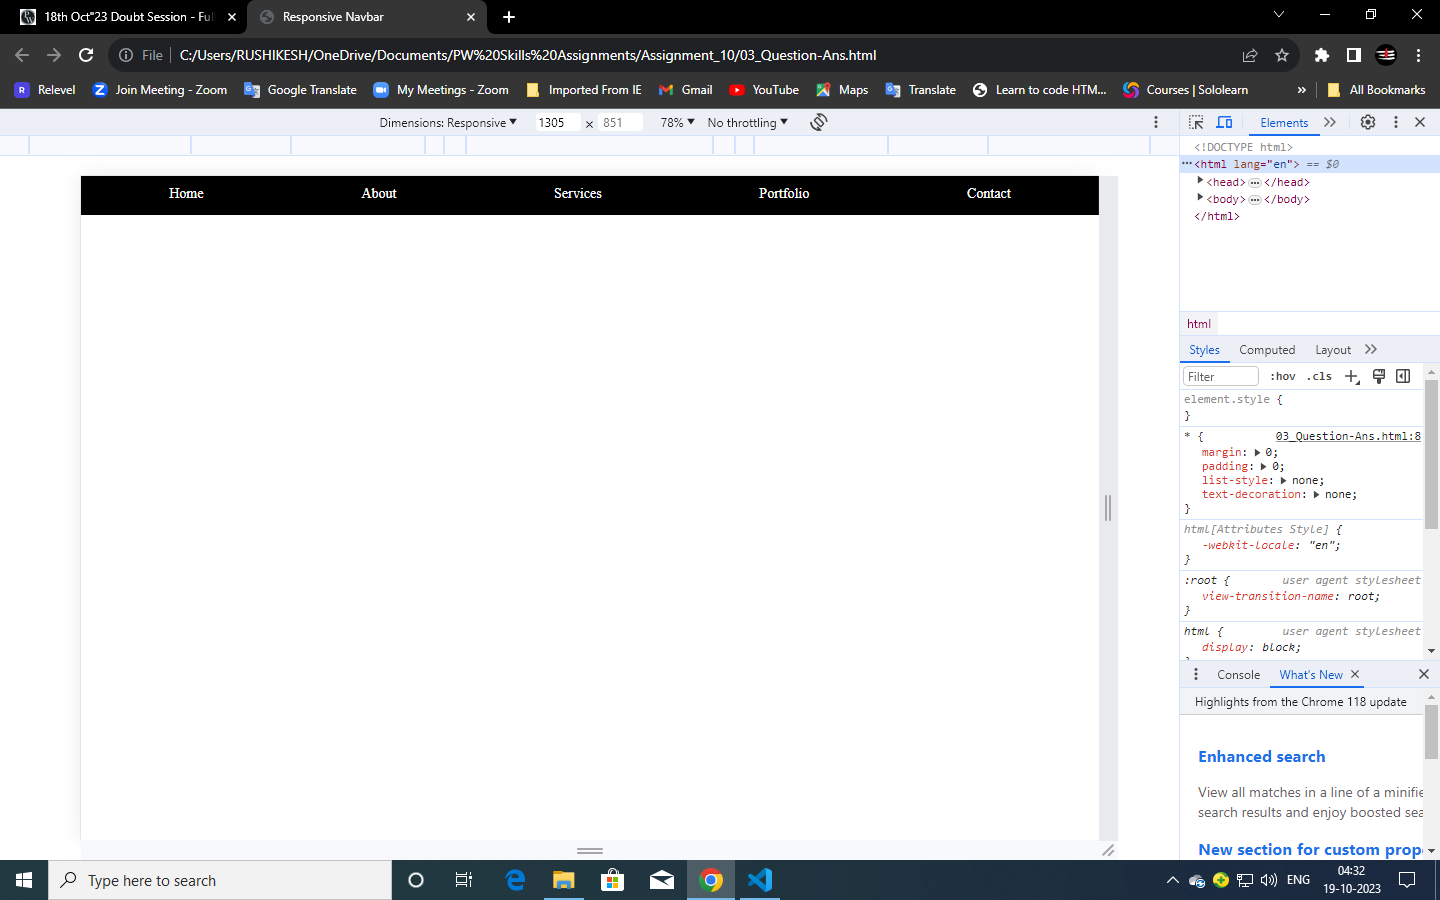 18th Oct"23 Doubt Session - Ful
Responsive Navbar
File
C:/Users/RUSHIKESH/OneDrive/Documents/PW%20Skills%20Assignments/Assignment_10/03_Question-Ans.html
R Relevel
Z Join Meeting - Zoom
Google Translate
My Meetings - Zoom
Imported From IE
Gmail
YouTube
Maps
Translate
Learn to code HTM...
Courses | Sololearn
»
All Bookmarks
Dimensions: Responsive
1305 x 851
78%
No throttling
Elements
Home About Services Portfolio Contact
<!DOCTYPE html>
···<html lang="en"> == $0
<head>···</head>
<body>···</body>
</html>
html
Styles Computed Layout
Filter :hov .cls
element.style {
}
* { 03_Question-Ans.html:8
margin: 0;
padding: 0;
list-style: none;
text-decoration: none;
}
html[Attributes Style] {
-webkit-locale: "en";
}
:root { user agent stylesheet
view-transition-name: root;
}
html { user agent stylesheet
display: block;
Console What's New
Highlights from the Chrome 118 update
Enhanced search
View all matches in a line of a minifie
search results and enjoy boosted sea
New section for custom prop
Type here to search
ENG
04:32
19-10-2023